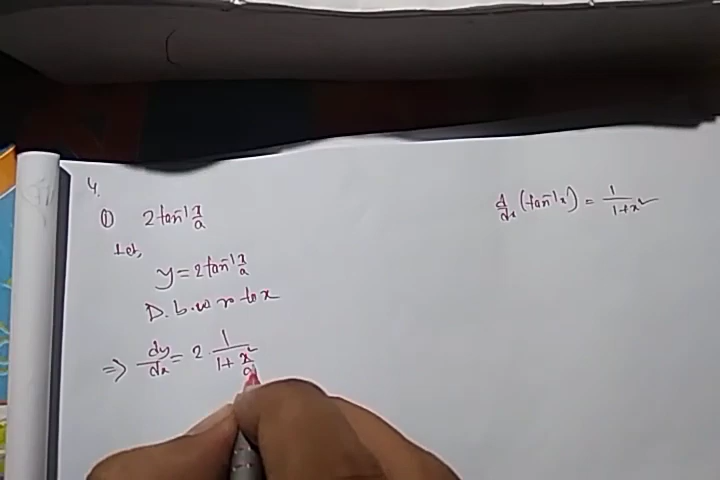 4.
① 2 tan⁻¹ x/a
Let,
y = 2 tan⁻¹ x/a
D. b. w r to x
⇒ dy/dx = 2 · 1/(1 + x²/a
d/dx (tan⁻¹x) = 1/(1+x²)